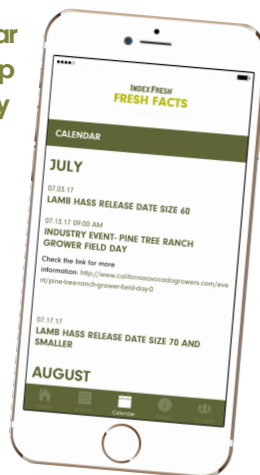 ar
p
y
INDEX FRESH
FRESH FACTS
CALENDAR
JULY
07.03.17
LAMB HASS RELEASE DATE SIZE 60
07.13.17 09:00 AM
INDUSTRY EVENT- PINE TREE RANCH
GROWER FIELD DAY
Check the link for more
information: http://www.californiaavocadogrowers.com/eve
nt/pine-tree-ranch-grower-field-day-0
07.17.17
LAMB HASS RELEASE DATE SIZE 70 AND
SMALLER
AUGUST
Calendar